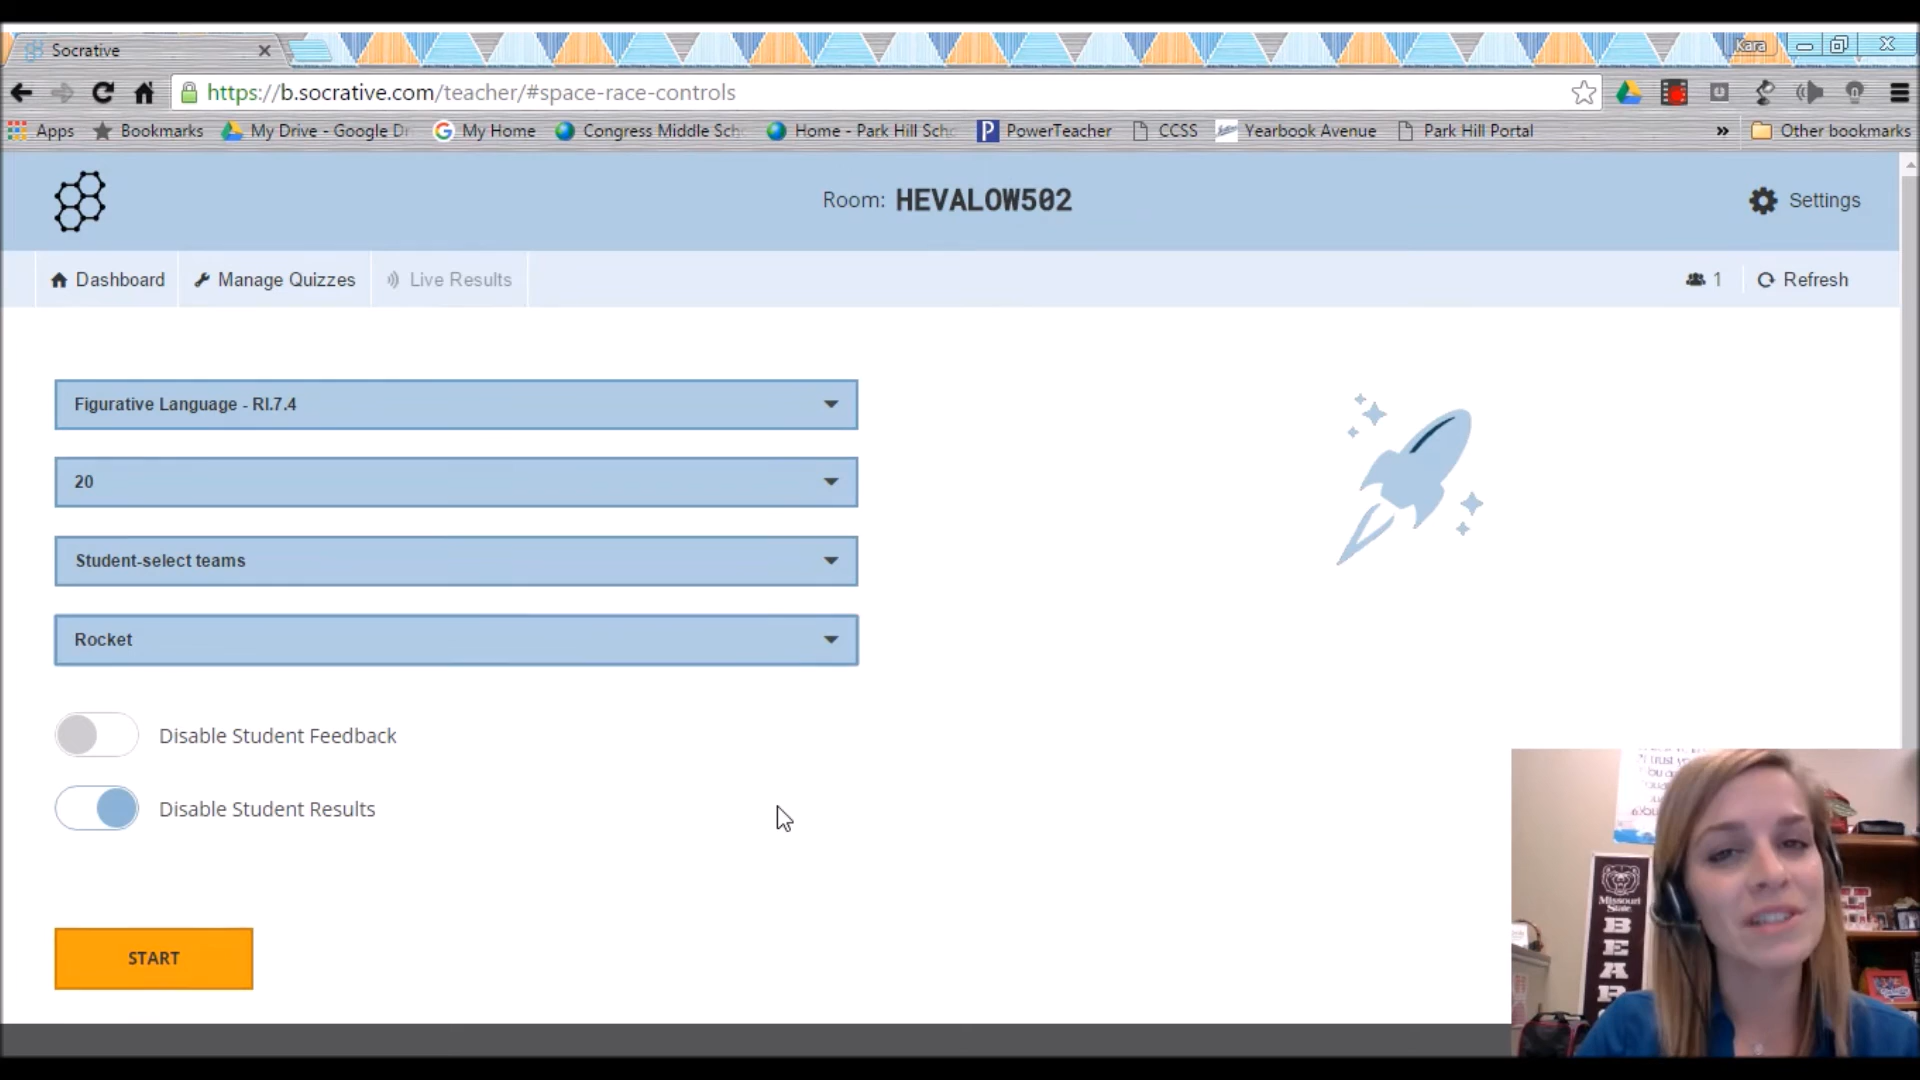 Socrative
Kara
https://b.socrative.com/teacher/#space-race-controls
Apps Bookmarks My Drive - Google Dr My Home Congress Middle Sch Home - Park Hill Sch PowerTeacher CCSS Yearbook Avenue Park Hill Portal » Other bookmarks
Room: HEVALOW502
Settings
Dashboard Manage Quizzes Live Results 1 Refresh
Figurative Language - RI.7.4
20
Student-select teams
Rocket
Disable Student Feedback
Disable Student Results
START
Missouri
State
B
E
A
R